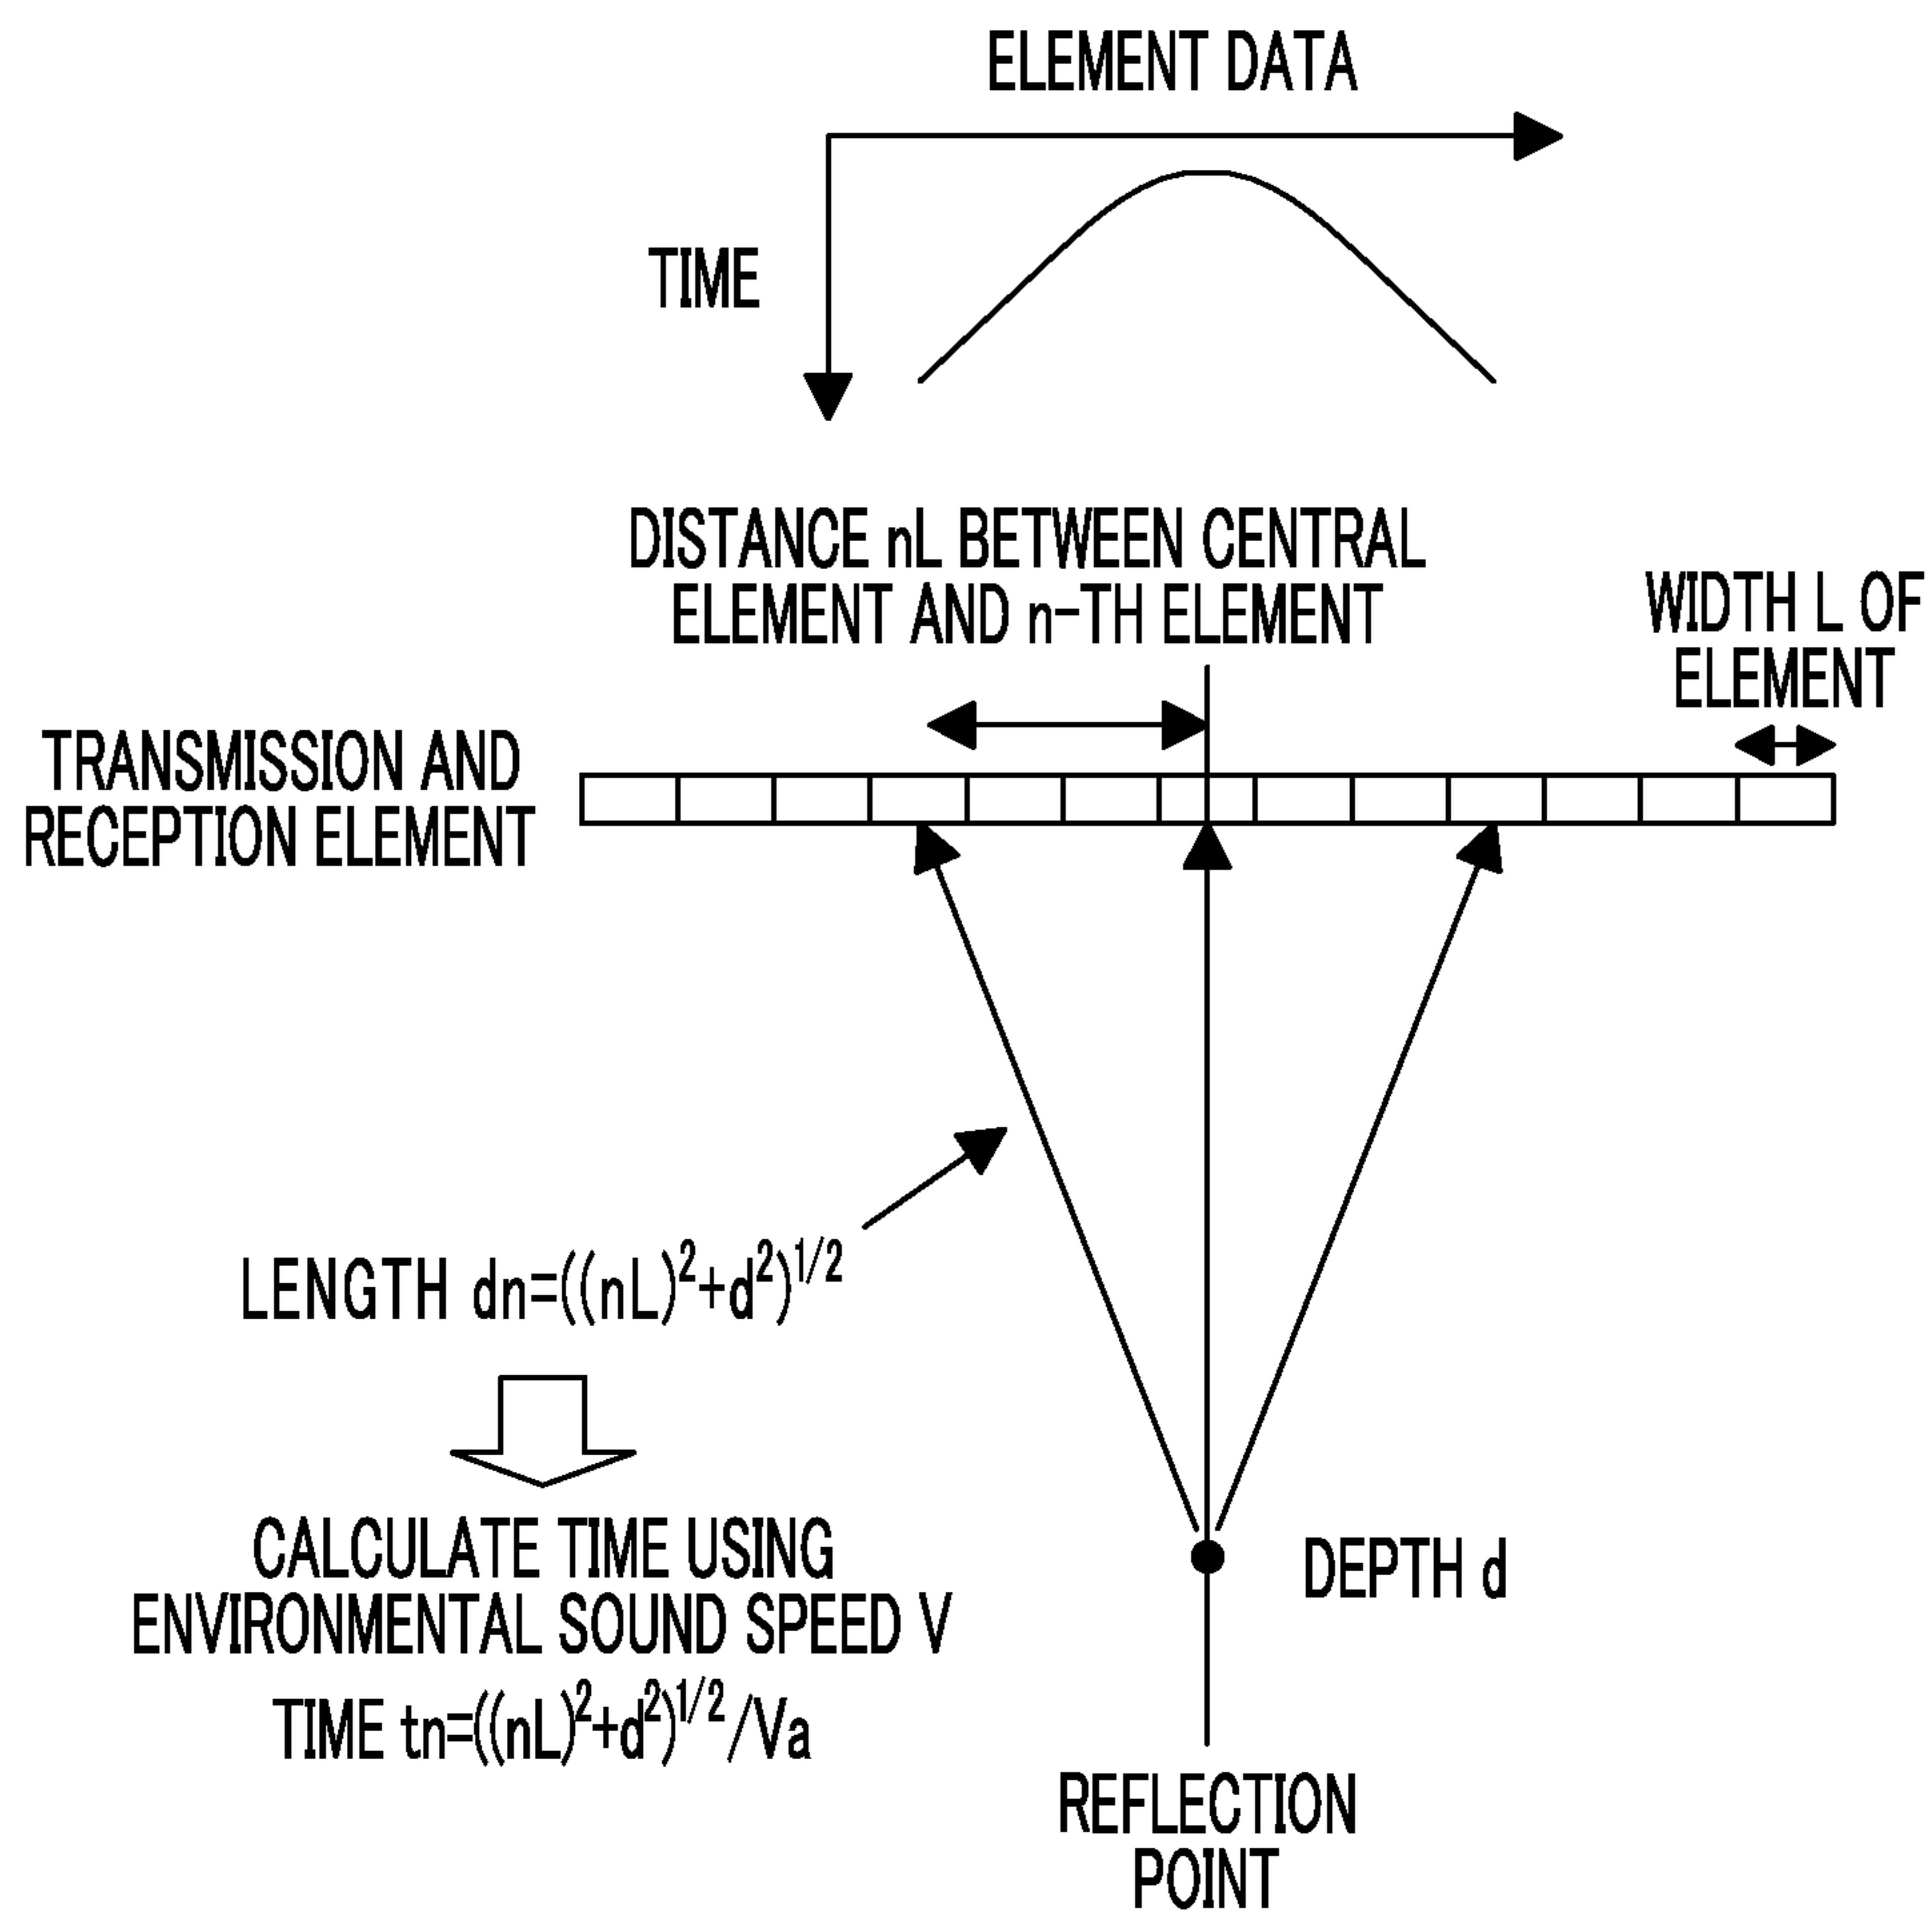 ELEMENT DATA
TIME
DISTANCE nL BETWEEN CENTRAL
ELEMENT AND n-TH ELEMENT
WIDTH L OF
ELEMENT
TRANSMISSION AND
RECEPTION ELEMENT
LENGTH dn=((nL)²+d²)¹/²
CALCULATE TIME USING
ENVIRONMENTAL SOUND SPEED V
TIME tn=((nL)²+d²)¹/²/Va
DEPTH d
REFLECTION
POINT